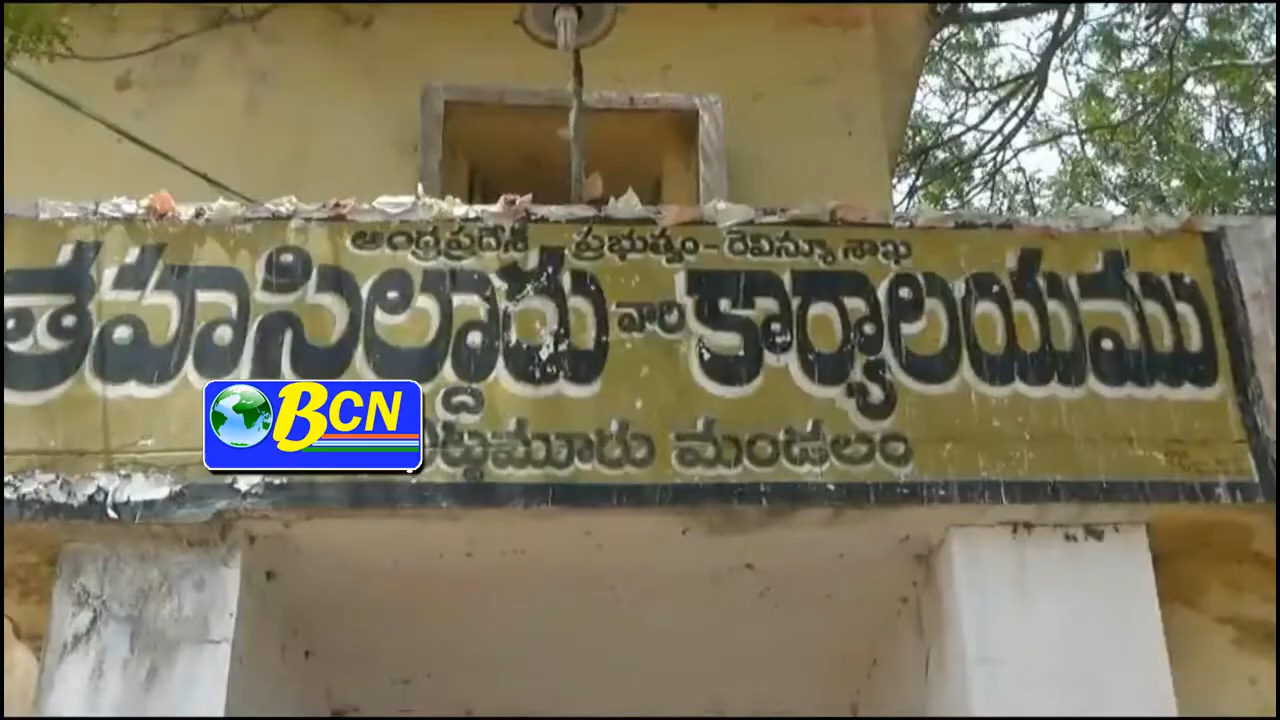 ఆంధ్రప్రదేశ్ ప్రభుత్వం - రెవిన్యూ శాఖ
తహసిల్దారు వారి కార్యాలయము
మండలం
BCN